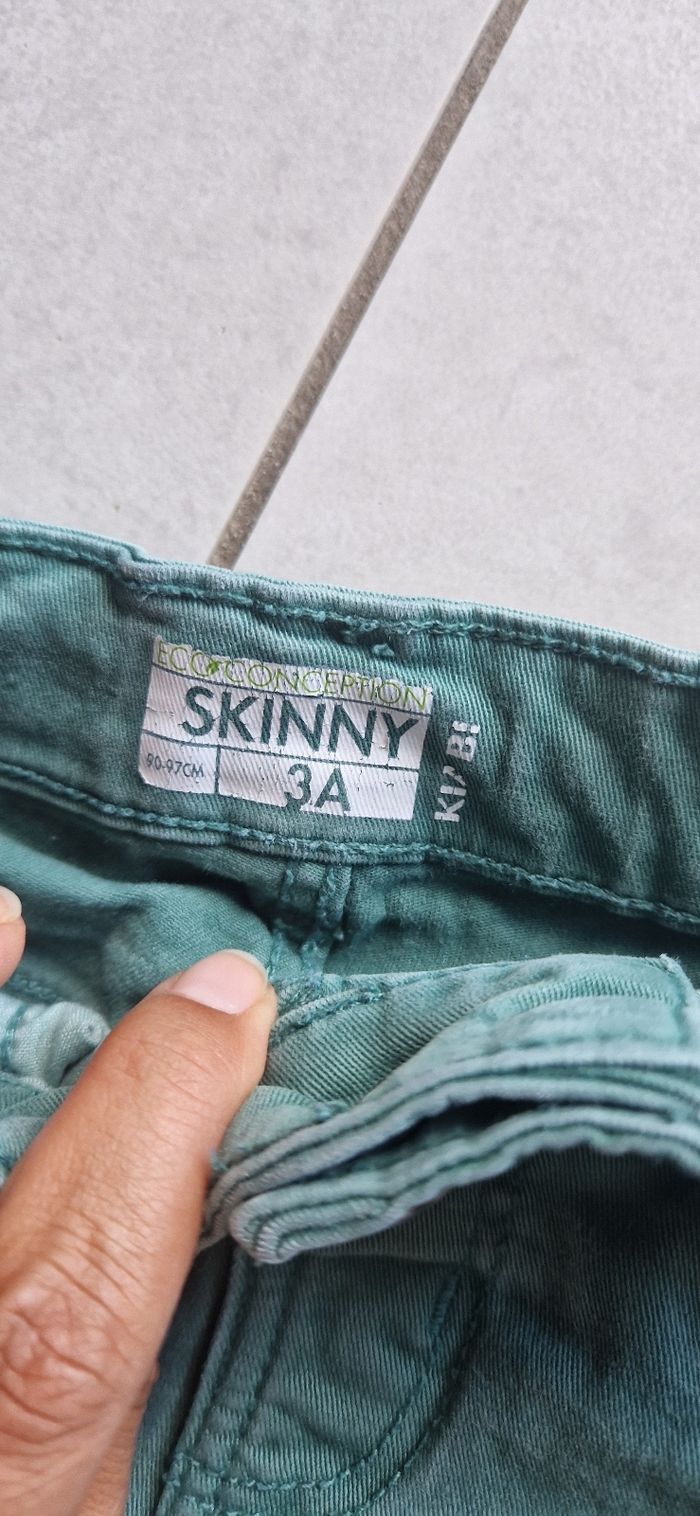 ECO CONCEPTION
SKINNY
90-97CM
3A
KIABI